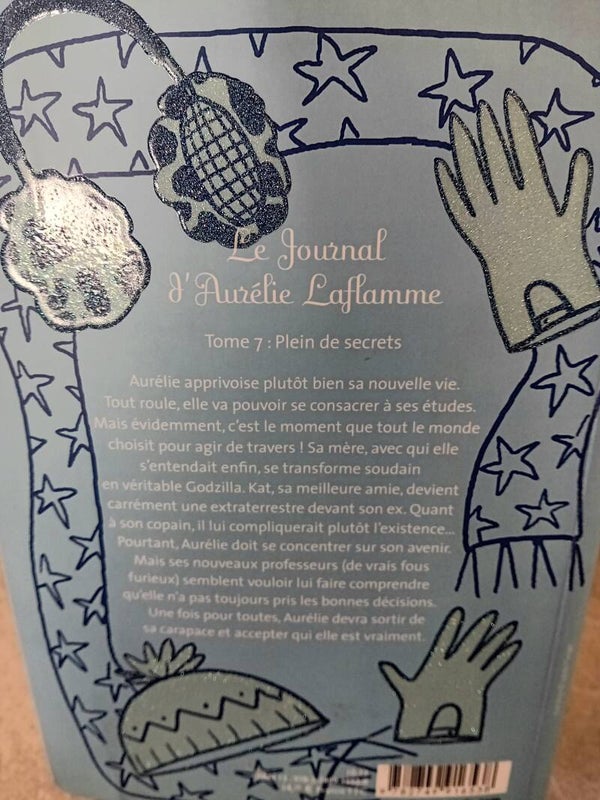 Le Journal
d'Aurélie Laflamme
Tome 7 : Plein de secrets
Aurélie apprivoise plutôt bien sa nouvelle vie.
Tout roule, elle va pouvoir se consacrer à ses études.
Mais évidemment, c'est le moment que tout le monde
choisit pour agir de travers ! Sa mère, avec qui elle
s'entendait enfin, se transforme soudain
en véritable Godzilla. Kat, sa meilleure amie, devient
carrément une extraterrestre devant son ex. Quant
à son copain, il lui compliquerait plutôt l'existence...
Pourtant, Aurélie doit se concentrer sur son avenir.
Mais ses nouveaux professeurs (de vrais fous
furieux) semblent vouloir lui faire comprendre
qu'elle n'a pas toujours pris les bonnes décisions.
Une fois pour toutes, Aurélie devra sortir de
sa carapace et accepter qui elle est vraiment.